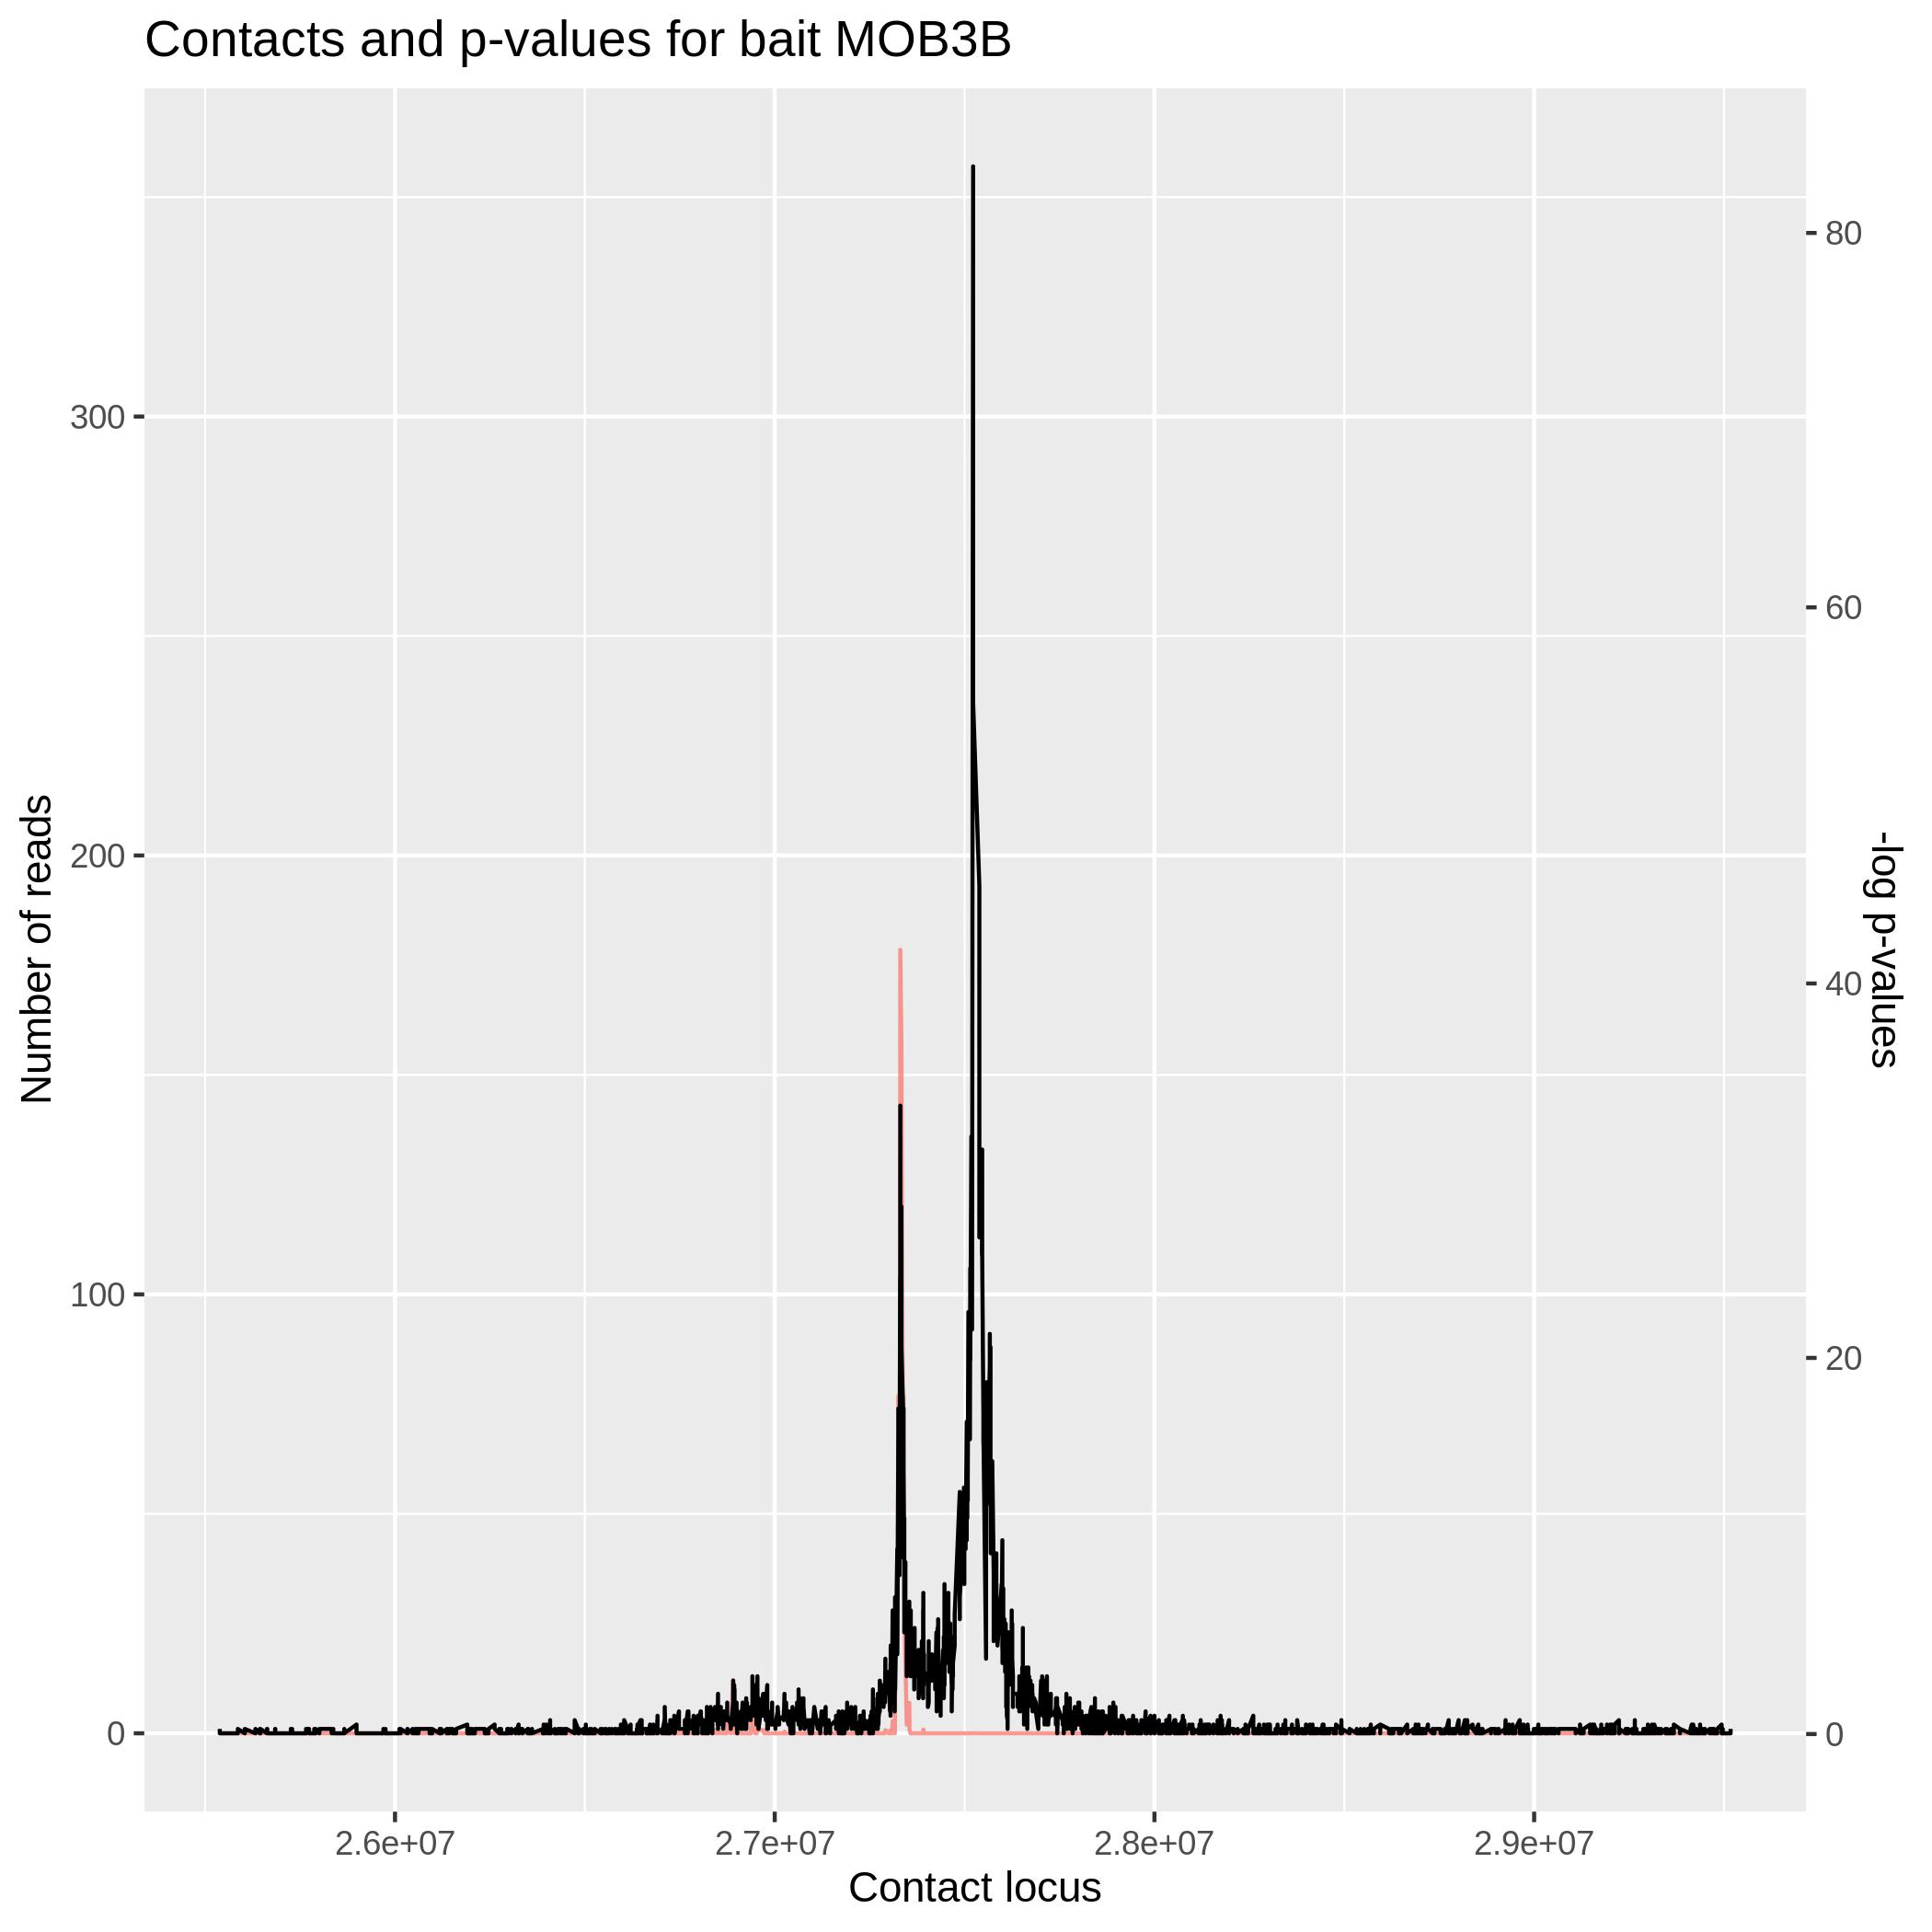 Contacts and p-values for bait MOB3B
Number of reads
300
200
100
0
80
60
40
20
0
-log p-values
2.6e+07
2.7e+07
2.8e+07
2.9e+07
Contact locus